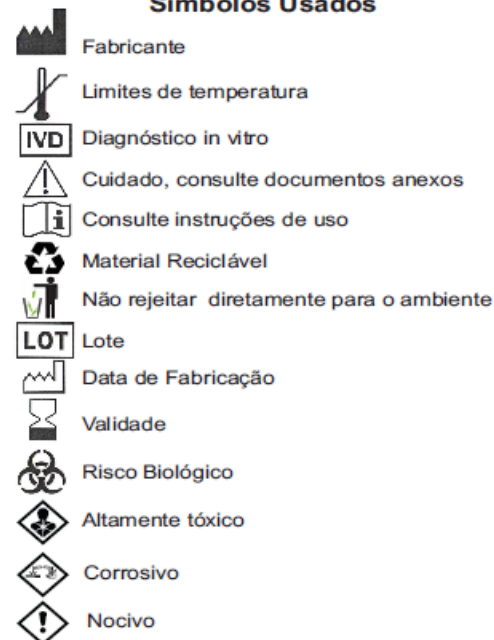 Símbolos Usados
Fabricante
Limites de temperatura
IVD Diagnóstico in vitro
Cuidado, consulte documentos anexos
Consulte instruções de uso
Material Reciclável
Não rejeitar diretamente para o ambiente
LOT Lote
Data de Fabricação
Validade
Risco Biológico
Altamente tóxico
Corrosivo
Nocivo